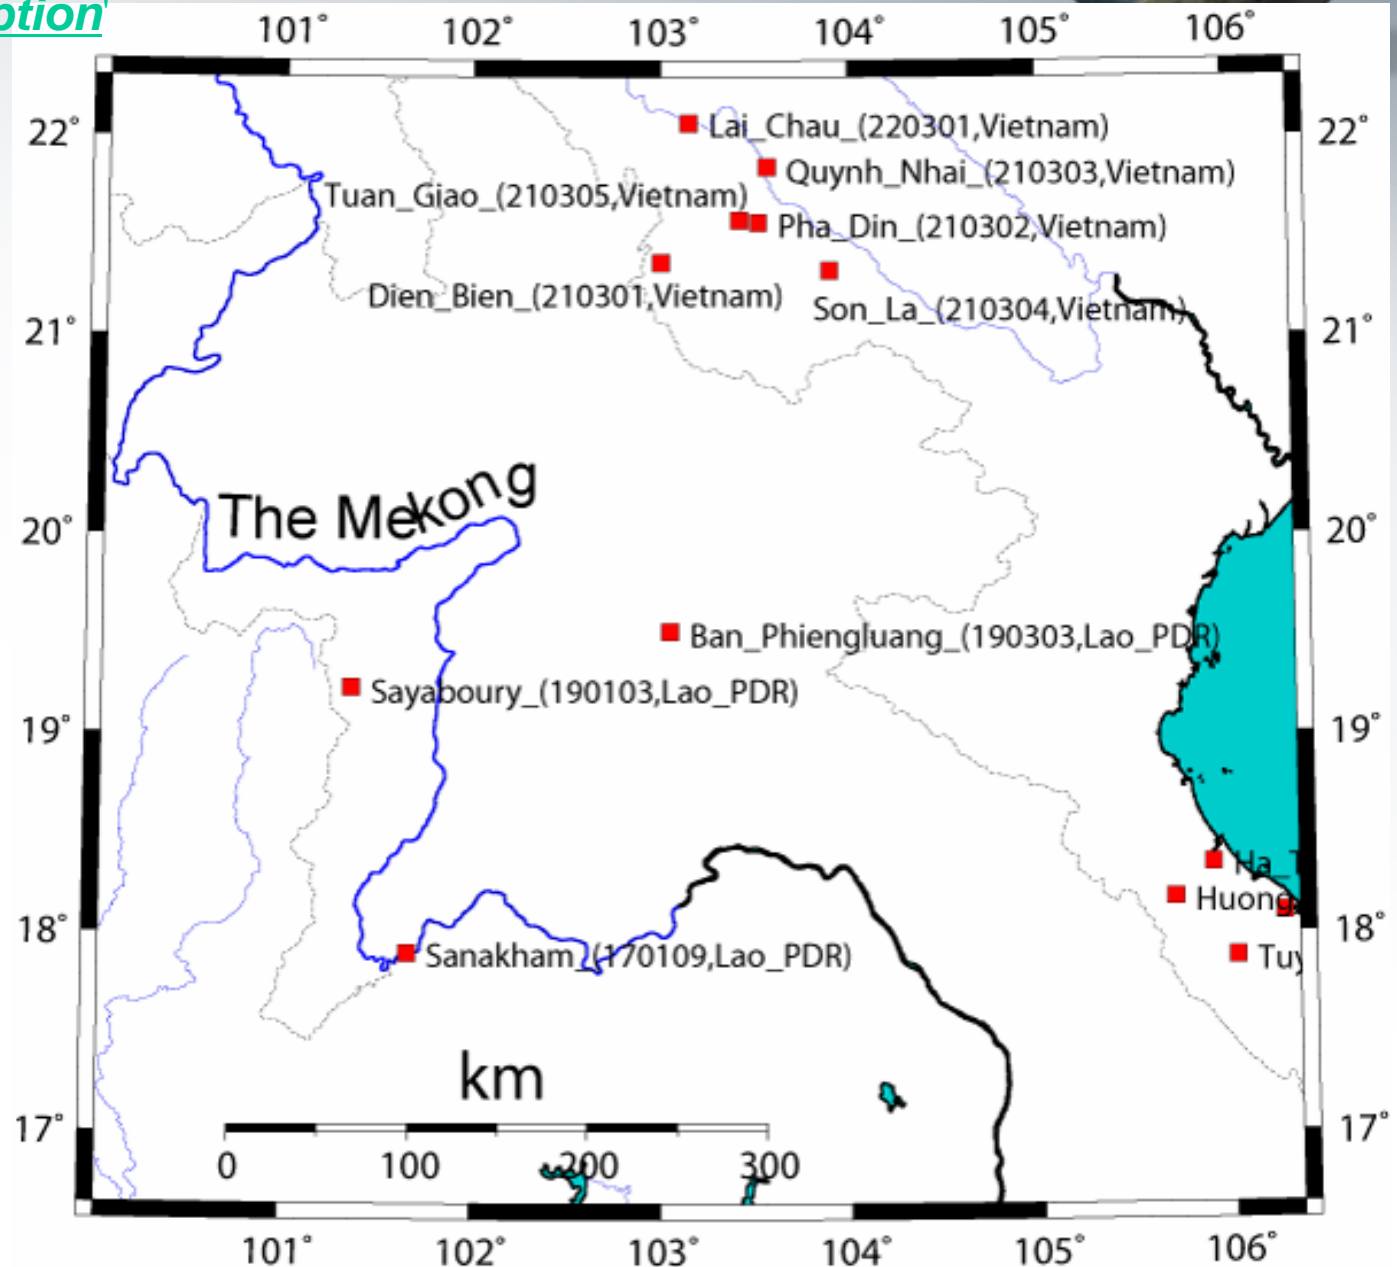 ption
101° 102° 103° 104° 105° 106°
22° Lai_Chau_(220301,Vietnam) 22°
Quynh_Nhai_(210303,Vietnam)
Tuan_Giao_(210305,Vietnam)
Pha_Din_(210302,Vietnam)
Dien_Bien_(210301,Vietnam)
Son_La_(210304,Vietnam)
21° 21°
The Mekong
20° 20°
Ban_Phiengluang_(190303,Lao_PDR)
Sayaboury_(190103,Lao_PDR)
19° 19°
Ha_T
Huong
18° 18°
Sanakham_(170109,Lao_PDR) Tuy
km
17° 17°
0 100 200 300
101° 102° 103° 104° 105° 106°